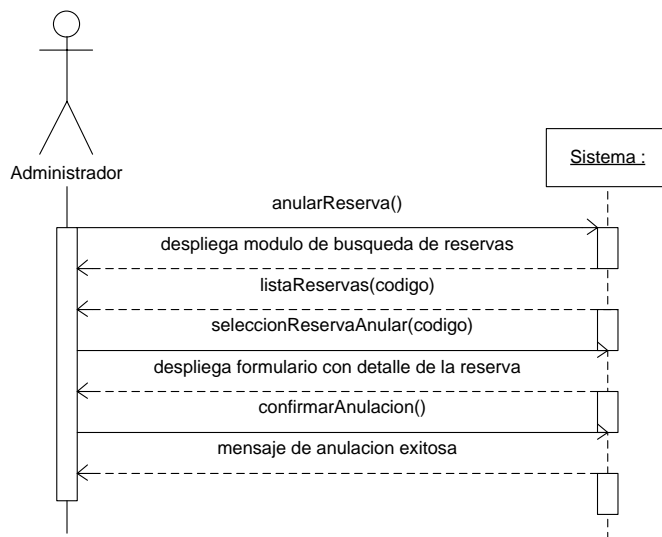 Administrador
Sistema :
anularReserva()
despliega modulo de busqueda de reservas
listaReservas(codigo)
seleccionReservaAnular(codigo)
despliega formulario con detalle de la reserva
confirmarAnulacion()
mensaje de anulacion exitosa